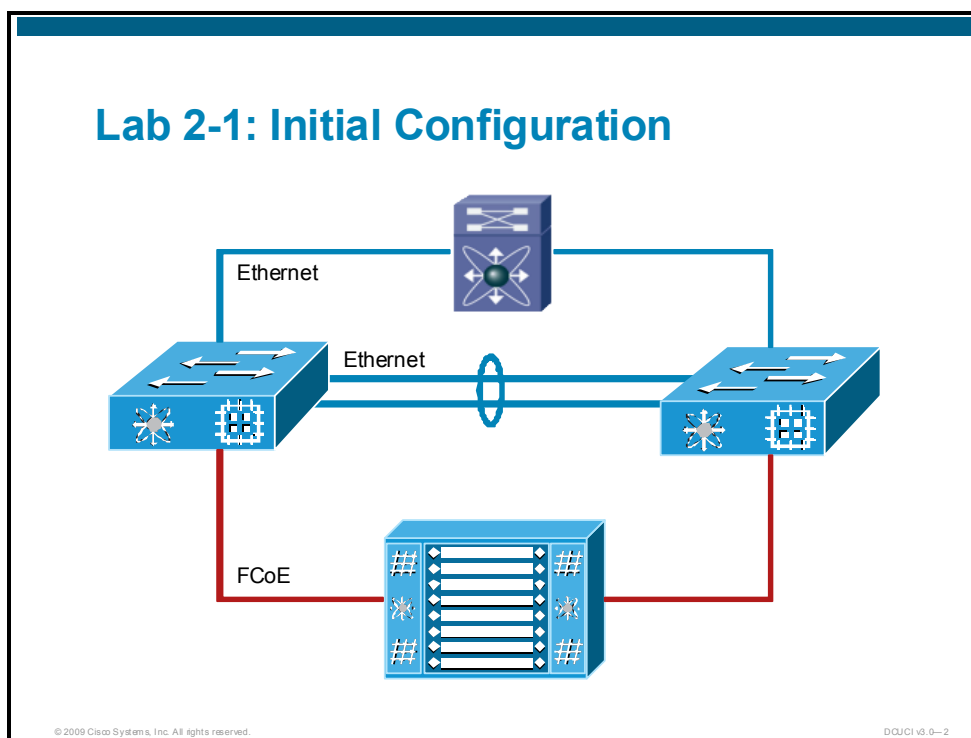 Lab 2-1: Initial Configuration
Ethernet
Ethernet
FCoE
© 2009 Cisco Systems, Inc. All rights reserved.
DCUCI v3.0—2